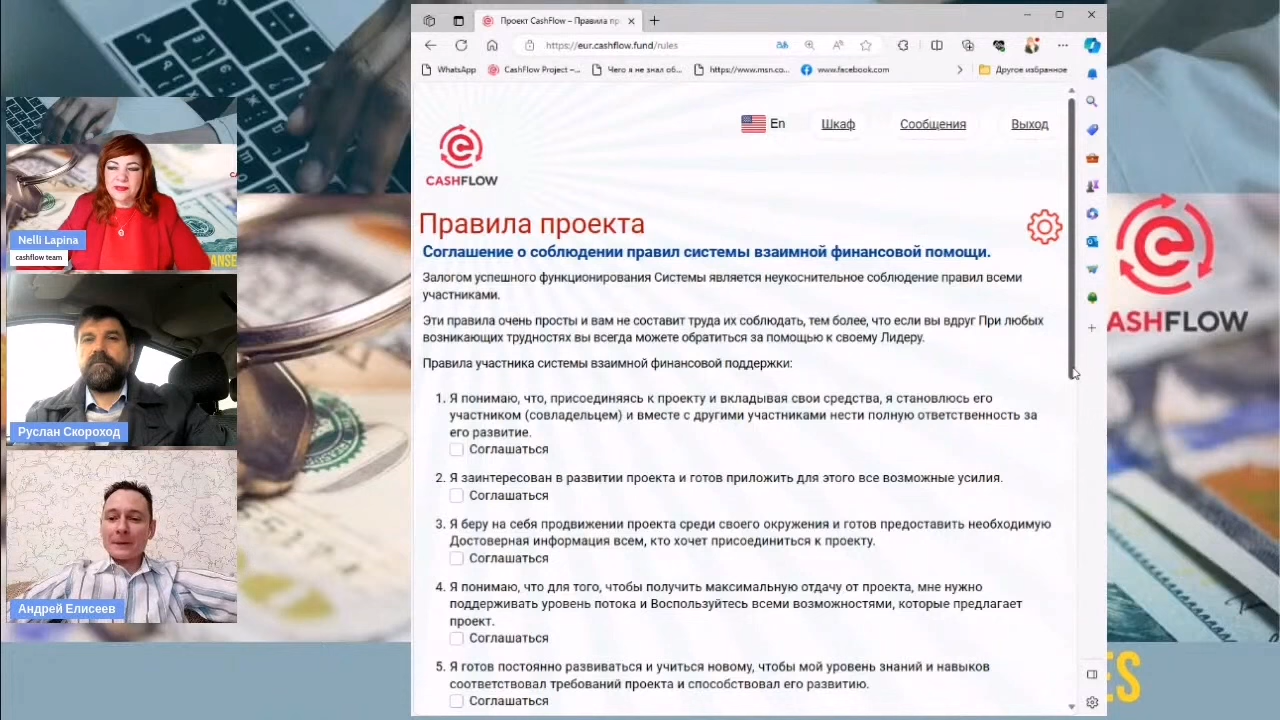 Проект CashFlow – Правила пр
https://eur.cashflow.fund/rules
WhatsApp
CashFlow Project –...
Чего я не знал об...
https://www.msn.co...
www.facebook.com
Другое избранное
En
Шкаф
Сообщения
Выход
CASHFLOW
Правила проекта
Соглашение о соблюдении правил системы взаимной финансовой помощи.
Залогом успешного функционирования Системы является неукоснительное соблюдение правил всеми
участниками.
Эти правила очень просты и вам не составит труда их соблюдать, тем более, что если вы вдруг При любых
возникающих трудностях вы всегда можете обратиться за помощью к своему Лидеру.
Правила участника системы взаимной финансовой поддержки:
1. Я понимаю, что, присоединяясь к проекту и вкладывая свои средства, я становлюсь его
участником (совладельцем) и вместе с другими участниками нести полную ответственность за
его развитие.
Соглашаться
2. Я заинтересован в развитии проекта и готов приложить для этого все возможные усилия.
Соглашаться
3. Я беру на себя продвижении проекта среди своего окружения и готов предоставить необходимую
Достоверная информация всем, кто хочет присоединиться к проекту.
Соглашаться
4. Я понимаю, что для того, чтобы получить максимальную отдачу от проекта, мне нужно
поддерживать уровень потока и Воспользуйтесь всеми возможностями, которые предлагает
проект.
Соглашаться
5. Я готов постоянно развиваться и учиться новому, чтобы мой уровень знаний и навыков
соответствовал требований проекта и способствовал его развитию.
Соглашаться
Nelli Lapina
cashflow team
Руслан Скороход
Андрей Елисеев
ASHFLOW
ES